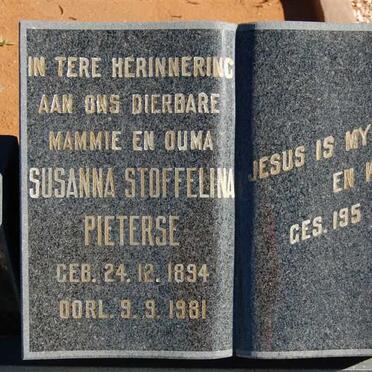 IN TERE HERINNERING
AAN ONS DIERBARE
MAMMIE EN OUMA
SUSANNA STOFFELINA
PIETERSE
GEB. 24. 12. 1894
OORL. 9. 9. 1981
JESUS IS MY
EN
GES. 195